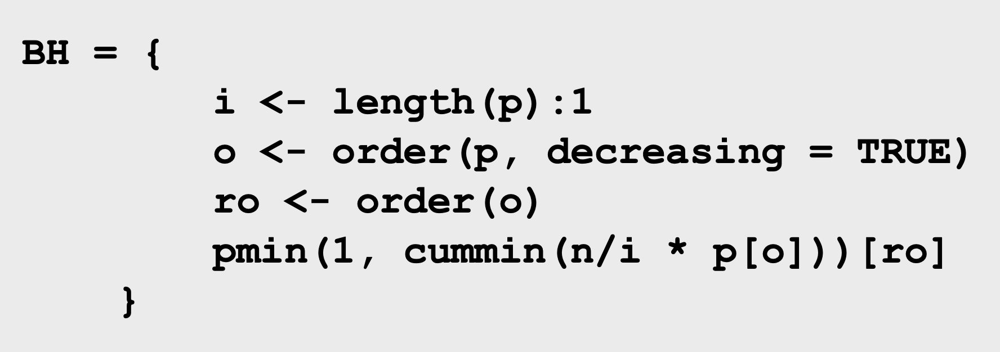 BH = {
i <- length(p):1
o <- order(p, decreasing = TRUE)
ro <- order(o)
pmin(1, cummin(n/i * p[o]))[ro]
}